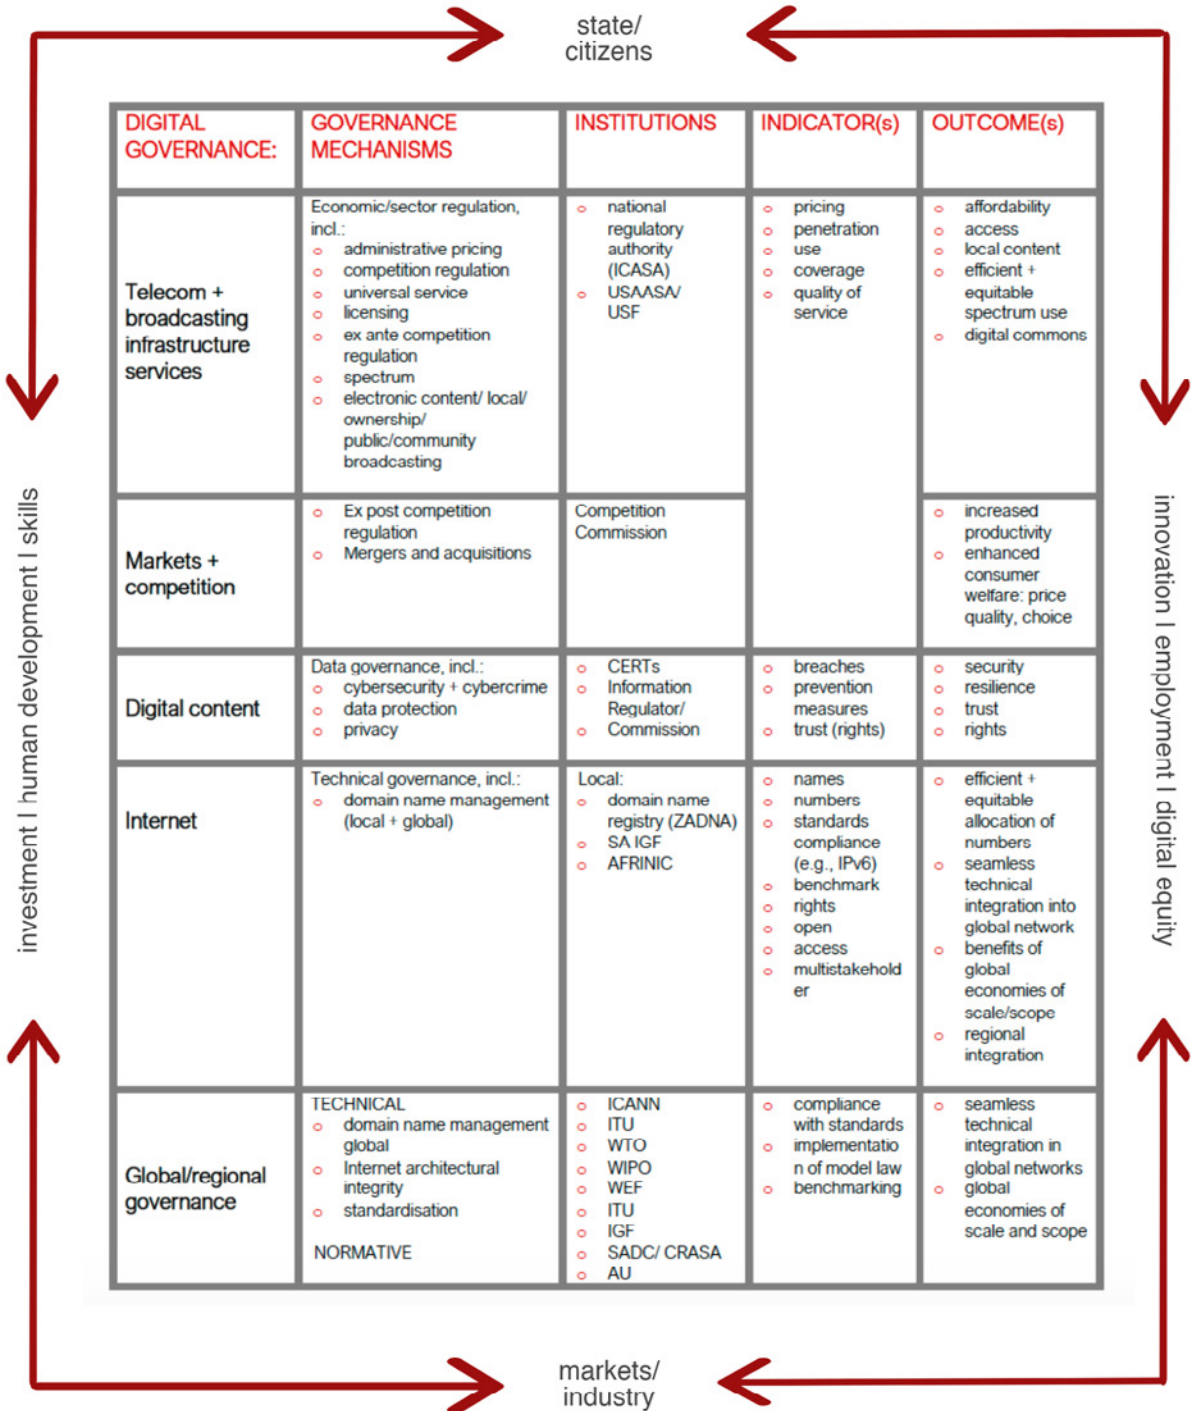 state/
citizens
DIGITAL
GOVERNANCE:
GOVERNANCE
MECHANISMS
INSTITUTIONS
INDICATOR(s)
OUTCOME(s)
Telecom +
broadcasting
infrastructure
services
Economic/sector regulation,
incl.:
administrative pricing
competition regulation
universal service
licensing
ex ante competition
regulation
spectrum
electronic content/ local/
ownership/
public/community
broadcasting
national
regulatory
authority
(ICASA)
USAASA/
USF
pricing
penetration
use
coverage
quality of
service
affordability
access
local content
efficient +
equitable
spectrum use
digital commons
Markets +
competition
Ex post competition
regulation
Mergers and acquisitions
Competition
Commission
increased
productivity
enhanced
consumer
welfare: price
quality, choice
Digital content
Data governance, incl.:
cybersecurity + cybercrime
data protection
privacy
CERTs
Information
Regulator/
Commission
breaches
prevention
measures
trust (rights)
security
resilience
trust
rights
Internet
Technical governance, incl.:
domain name management
(local + global)
Local:
domain name
registry (ZADNA)
SA IGF
AFRINIC
names
numbers
standards
compliance
(e.g., IPv6)
benchmark
rights
open
access
multistakehold
er
efficient +
equitable
allocation of
numbers
seamless
technical
integration into
global network
benefits of
global
economies of
scale/scope
regional
integration
Global/regional
governance
TECHNICAL
domain name management
global
Internet architectural
integrity
standardisation
NORMATIVE
ICANN
ITU
WTO
WIPO
WEF
ITU
IGF
SADC/ CRASA
AU
compliance
with standards
implementatio
n of model law
benchmarking
seamless
technical
integration in
global networks
global
economies of
scale and scope
investment I human development I skills
innovation I employment I digital equity
markets/
industry